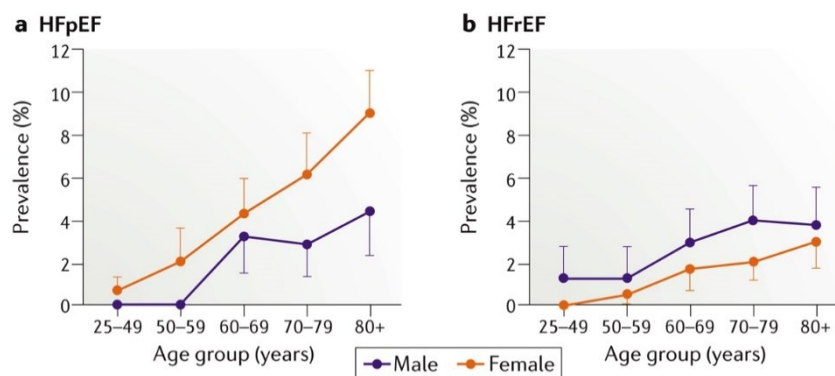 a HFpEF
12
10
8
6
4
2
0
Prevalence (%)
25–49 50–59 60–69 70–79 80+
Age group (years)
b HFrEF
12
10
8
6
4
2
0
Prevalence (%)
25–49 50–59 60–69 70–79 80+
Age group (years)
Male Female